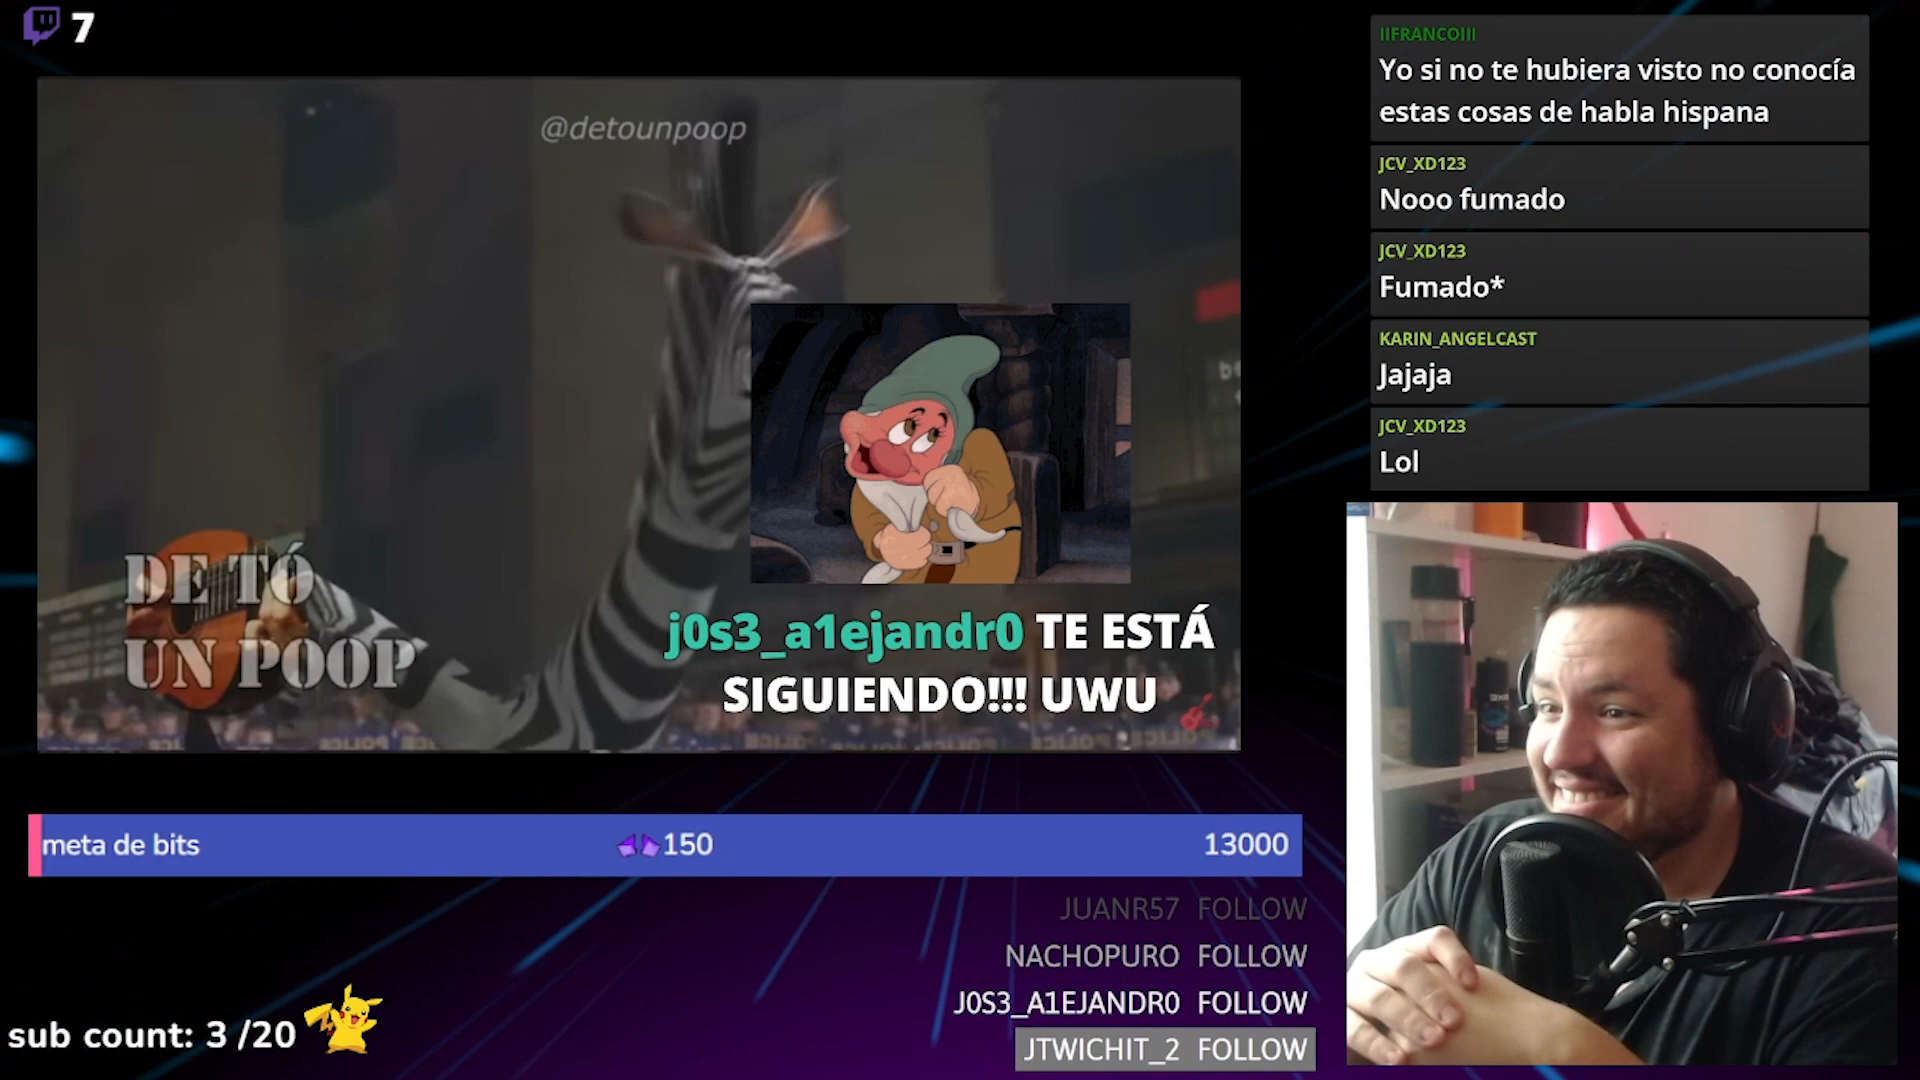 7
@detounpoop
DE TÓ
UN POOP
j0s3_a1ejandr0 TE ESTÁ
SIGUIENDO!!! UWU
meta de bits 150 13000
JUANR57 FOLLOW
NACHOPURO FOLLOW
J0S3_A1EJANDR0 FOLLOW
JTWICHIT_2 FOLLOW
sub count: 3 /20
IIFRANCOIII
Yo si no te hubiera visto no conocía
estas cosas de habla hispana
JCV_XD123
Nooo fumado
JCV_XD123
Fumado*
KARIN_ANGELCAST
Jajaja
JCV_XD123
Lol